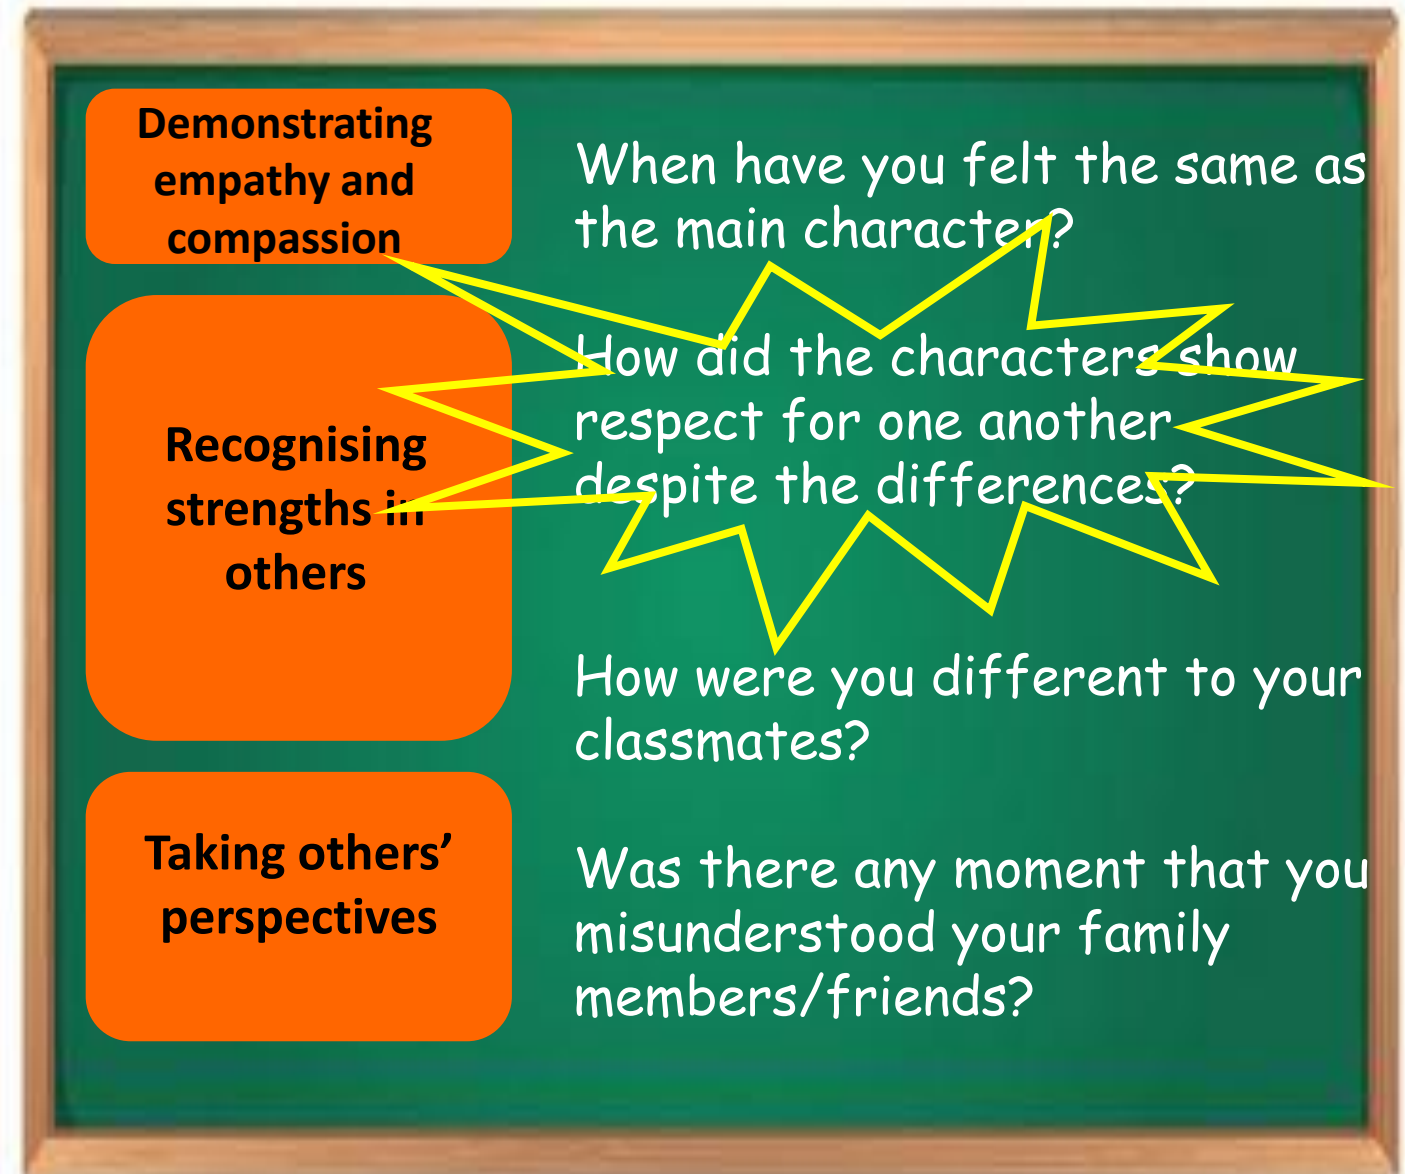 Demonstrating
empathy and
compassion
When have you felt the same as
the main character?
Recognising
strengths in
others
How did the characters show
respect for one another
despite the differences?
How were you different to your
classmates?
Taking others’
perspectives
Was there any moment that you
misunderstood your family
members/friends?